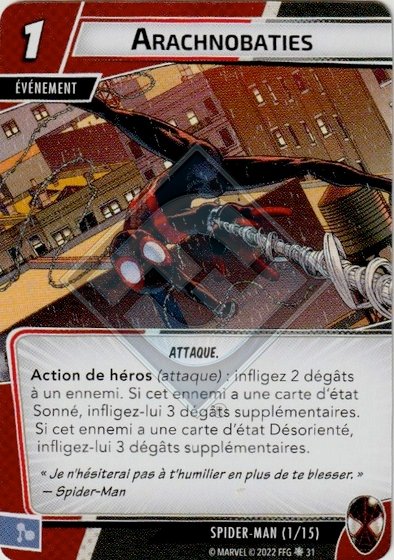 1
ARACHNOBATIES
ÉVÉNEMENT
ATTAQUE.
Action de héros (attaque) : infligez 2 dégâts
à un ennemi. Si cet ennemi a une carte d'état
Sonné, infligez-lui 3 dégâts supplémentaires.
Si cet ennemi a une carte d'état Désorienté,
infligez-lui 3 dégâts supplémentaires.
« Je n'hésiterai pas à t'humilier en plus de te blesser. »
— Spider-Man
SPIDER-MAN (1/15)
© MARVEL © 2022 FFG 31